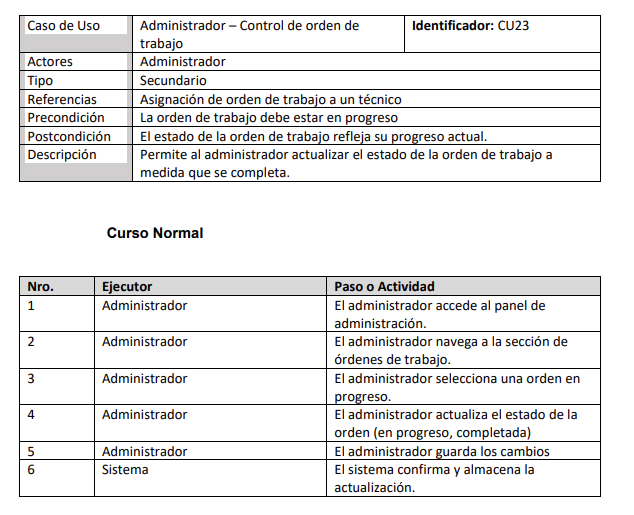 Caso de Uso Administrador – Control de orden de Identificador: CU23
trabajo
Actores Administrador
Tipo Secundario
Referencias Asignación de orden de trabajo a un técnico
Precondición La orden de trabajo debe estar en progreso
Postcondición El estado de la orden de trabajo refleja su progreso actual.
Descripción Permite al administrador actualizar el estado de la orden de trabajo a
medida que se completa.
Curso Normal
Nro. Ejecutor Paso o Actividad
1 Administrador El administrador accede al panel de
administración.
2 Administrador El administrador navega a la sección de
órdenes de trabajo.
3 Administrador El administrador selecciona una orden en
progreso.
4 Administrador El administrador actualiza el estado de la
orden (en progreso, completada)
5 Administrador El administrador guarda los cambios
6 Sistema El sistema confirma y almacena la
actualización.